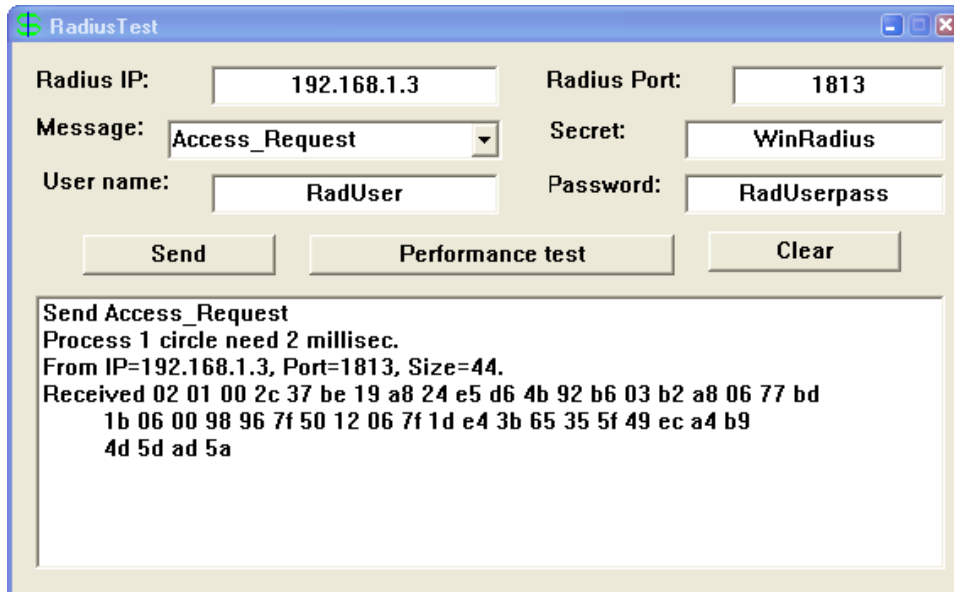 RadiusTest
Radius IP: 192.168.1.3 Radius Port: 1813
Message: Access_Request Secret: WinRadius
User name: RadUser Password: RadUserpass
Send Performance test Clear
Send Access_Request
Process 1 circle need 2 millisec.
From IP=192.168.1.3, Port=1813, Size=44.
Received 02 01 00 2c 37 be 19 a8 24 e5 d6 4b 92 b6 03 b2 a8 06 77 bd
1b 06 00 98 96 7f 50 12 06 7f 1d e4 3b 65 35 5f 49 ec a4 b9
4d 5d ad 5a